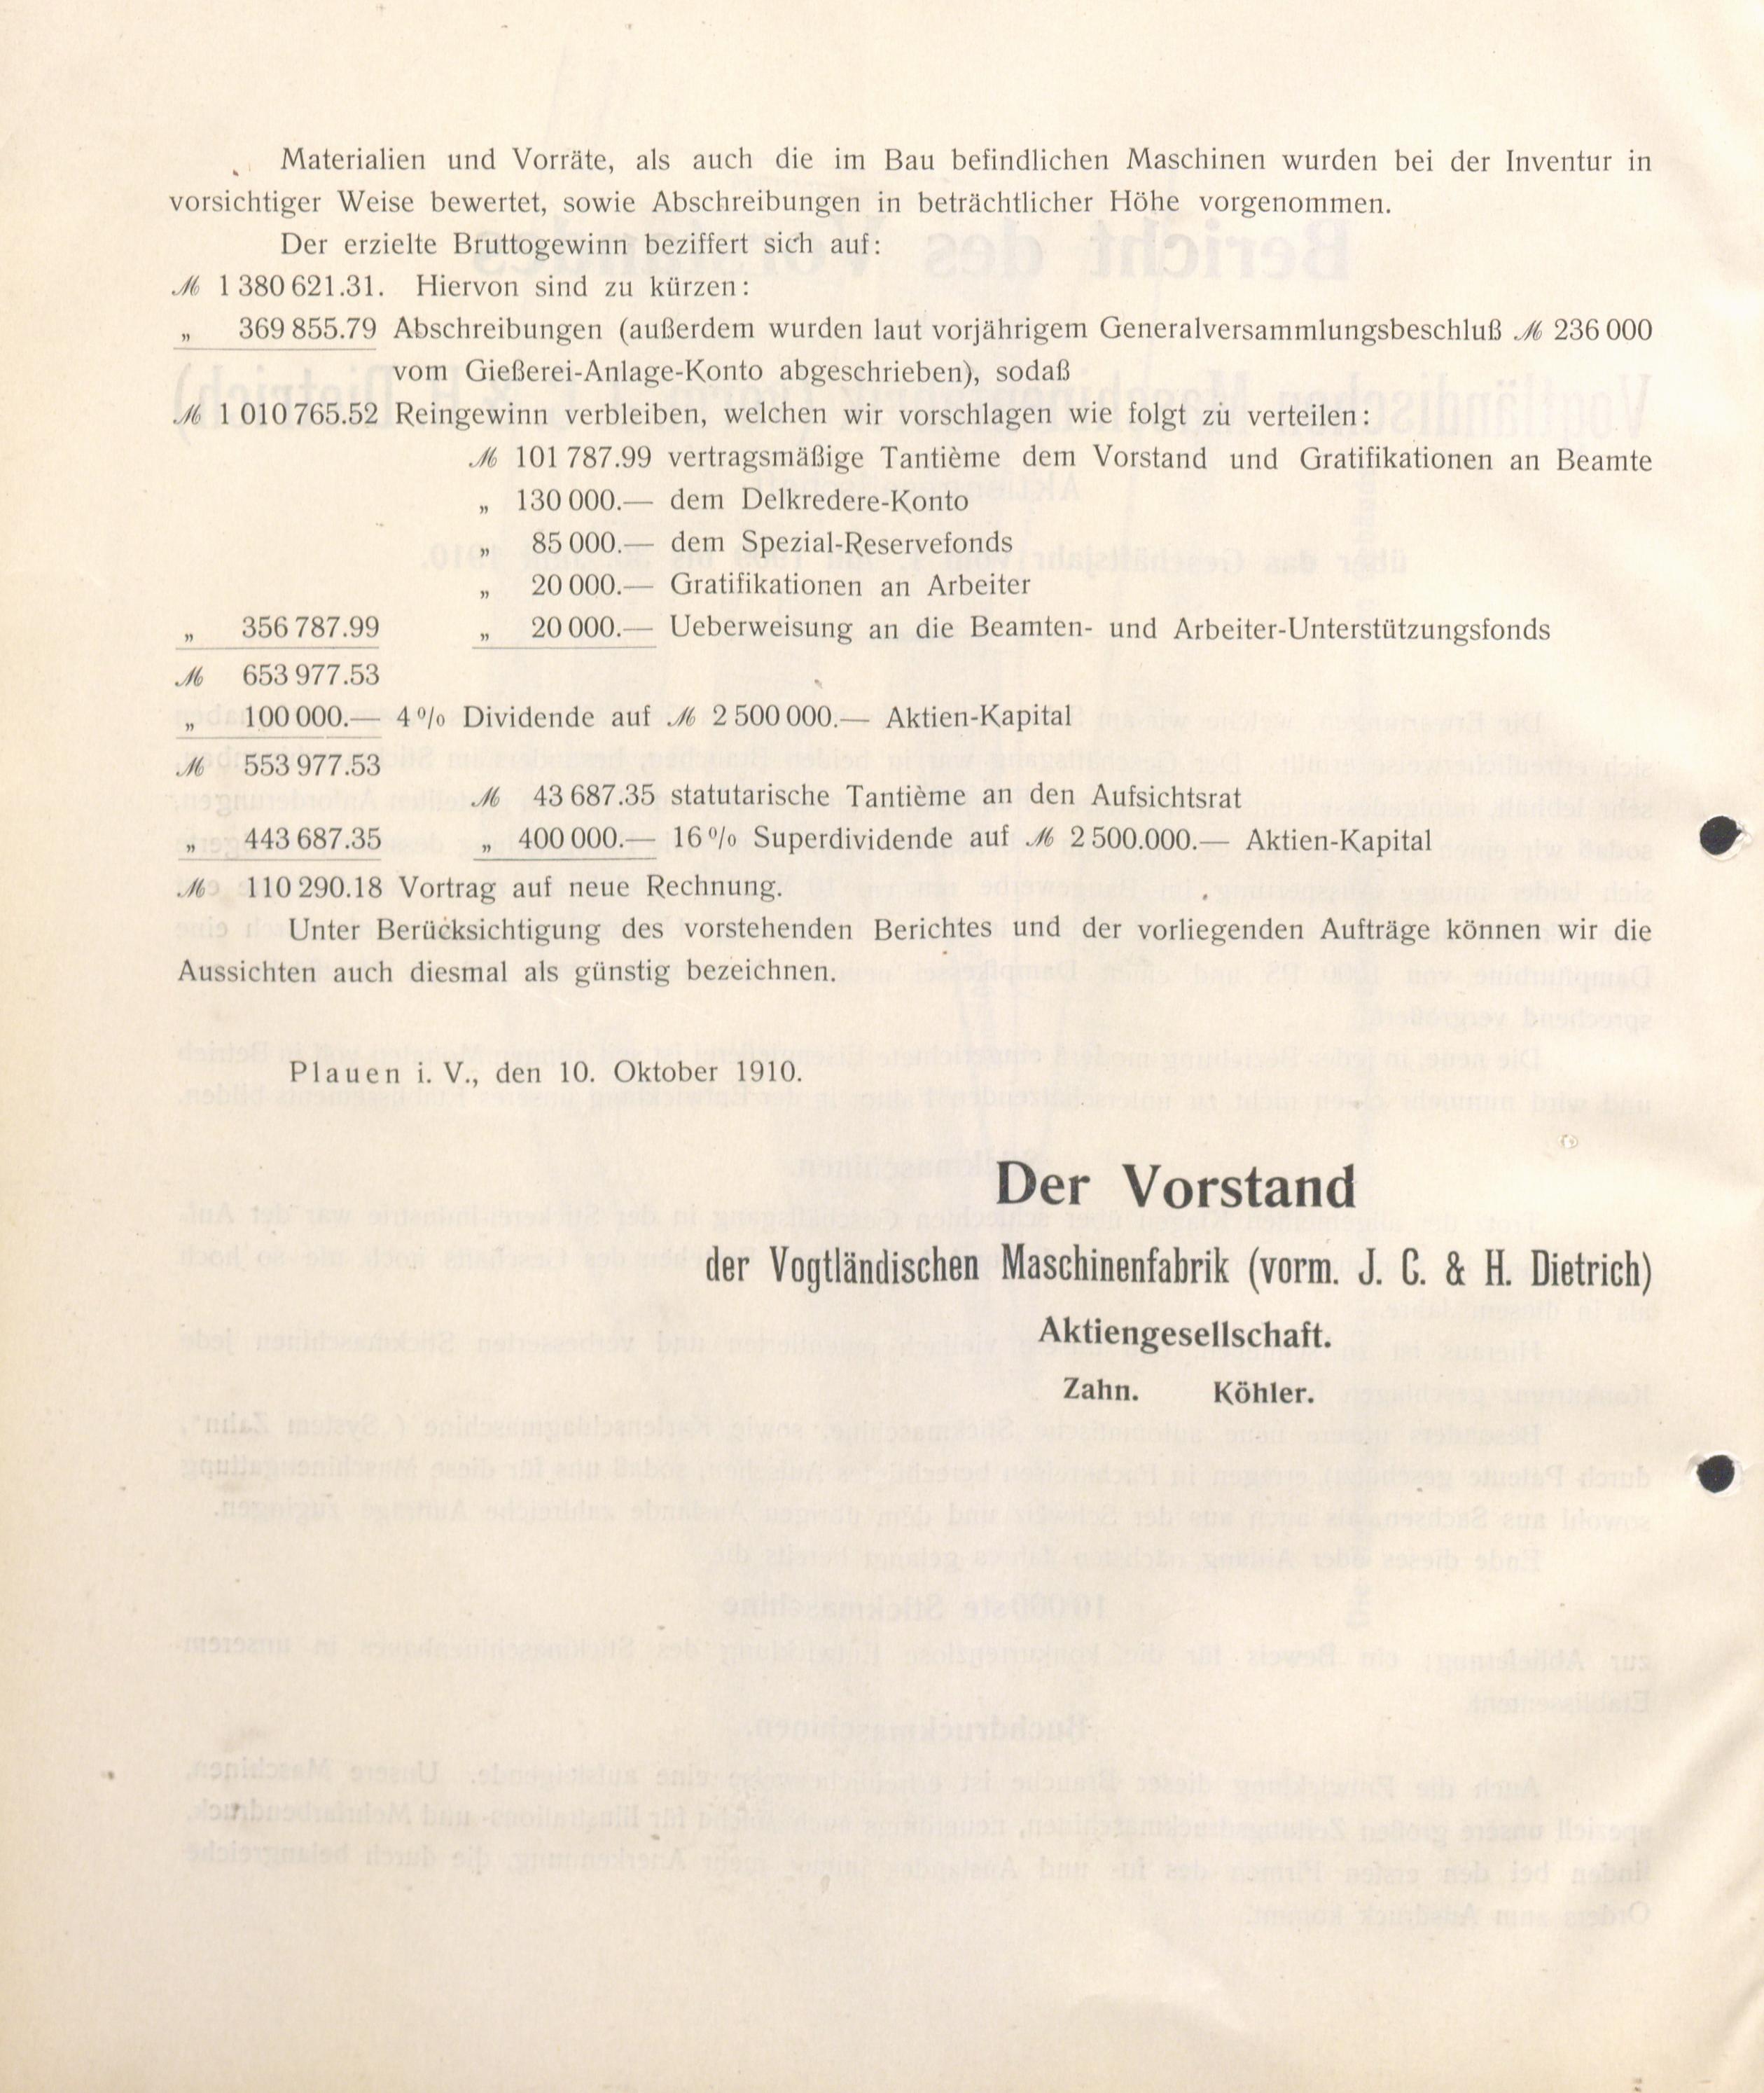 Materialien und Vorräte, als auch die im Bau befindlichen Maschinen wurden bei der Inventur in
vorsichtiger Weise bewertet, sowie Abschreibungen in beträchtlicher Höhe vorgenommen.
Der erzielte Bruttogewinn beziffert sich auf:
ℳ 1 380 621.31. Hiervon sind zu kürzen:
„ 369 855.79 Abschreibungen (außerdem wurden laut vorjährigem Generalversammlungsbeschluß ℳ 236 000
vom Gießerei-Anlage-Konto abgeschrieben), sodaß
ℳ 1 010 765.52 Reingewinn verbleiben, welchen wir vorschlagen wie folgt zu verteilen:
ℳ 101 787.99 vertragsmäßige Tantième dem Vorstand und Gratifikationen an Beamte
„ 130 000.— dem Delkredere-Konto
„ 85 000.— dem Spezial-Reservefonds
„ 20 000.— Gratifikationen an Arbeiter
„ 356 787.99 „ 20 000.— Ueberweisung an die Beamten- und Arbeiter-Unterstützungsfonds
ℳ 653 977.53
„ 100 000.— 4 % Dividende auf ℳ 2 500 000.— Aktien-Kapital
ℳ 553 977.53
ℳ 43 687.35 statutarische Tantième an den Aufsichtsrat
„ 443 687.35 „ 400 000.— 16 % Superdividende auf ℳ 2 500.000.— Aktien-Kapital
ℳ 110 290.18 Vortrag auf neue Rechnung.
Unter Berücksichtigung des vorstehenden Berichtes und der vorliegenden Aufträge können wir die
Aussichten auch diesmal als günstig bezeichnen.
Plauen i. V., den 10. Oktober 1910.
Der Vorstand
der Vogtländischen Maschinenfabrik (vorm. J. C. & H. Dietrich)
Aktiengesellschaft.
Zahn. Köhler.